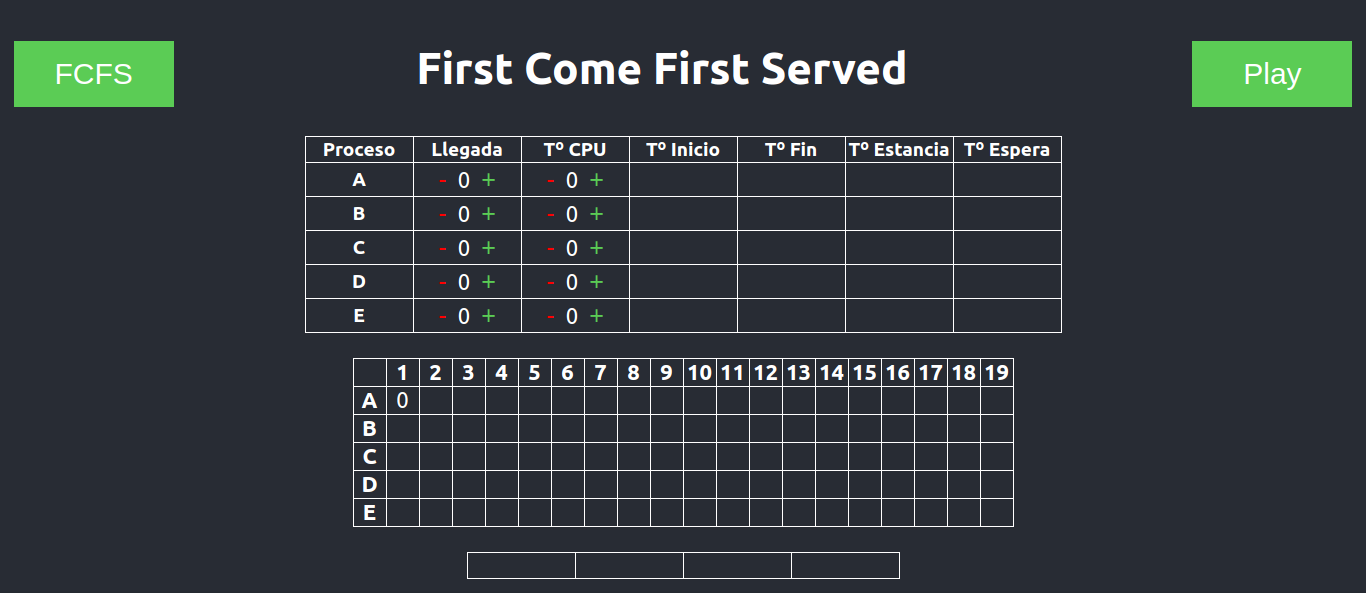 FCFS
First Come First Served
Play
Proceso Llegada Tº CPU Tº Inicio Tº Fin Tº Estancia Tº Espera
A - 0 + - 0 +
B - 0 + - 0 +
C - 0 + - 0 +
D - 0 + - 0 +
E - 0 + - 0 +
1 2 3 4 5 6 7 8 9 10 11 12 13 14 15 16 17 18 19
A 0
B
C
D
E